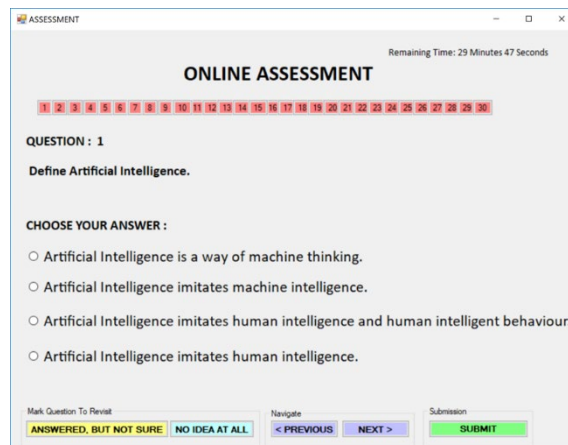 ASSESSMENT
Remaining Time: 29 Minutes 47 Seconds
ONLINE ASSESSMENT
1 2 3 4 5 6 7 8 9 10 11 12 13 14 15 16 17 18 19 20 21 22 23 24 25 26 27 28 29 30
QUESTION : 1
Define Artificial Intelligence.
CHOOSE YOUR ANSWER :
Artificial Intelligence is a way of machine thinking.
Artificial Intelligence imitates machine intelligence.
Artificial Intelligence imitates human intelligence and human intelligent behaviour
Artificial Intelligence imitates human intelligence.
Mark Question To Revisit Navigate Submission
ANSWERED, BUT NOT SURE NO IDEA AT ALL < PREVIOUS NEXT > SUBMIT